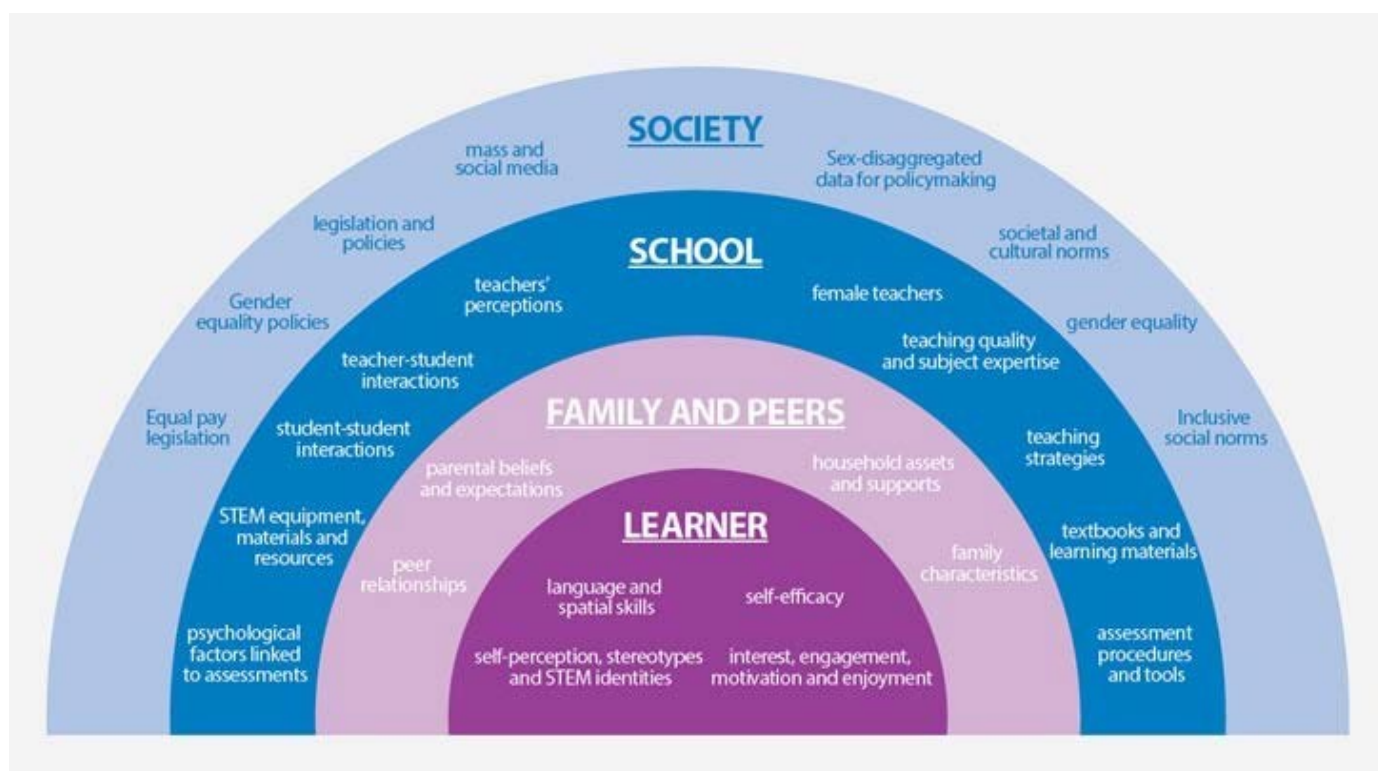 SOCIETY
mass and
social media
Sex-disaggregated
data for policymaking
legislation and
policies
societal and
cultural norms
Gender
equality policies
gender equality
Equal pay
legislation
Inclusive
social norms
SCHOOL
teachers'
perceptions
female teachers
teacher-student
interactions
teaching quality
and subject expertise
student-student
interactions
teaching
strategies
STEM equipment,
materials and
resources
textbooks and
learning materials
psychological
factors linked
to assessments
assessment
procedures
and tools
FAMILY AND PEERS
parental beliefs
and expectations
household assets
and supports
peer
relationships
family
characteristics
LEARNER
language and
spatial skills
self-efficacy
self-perception, stereotypes
and STEM identities
interest, engagement,
motivation and enjoyment